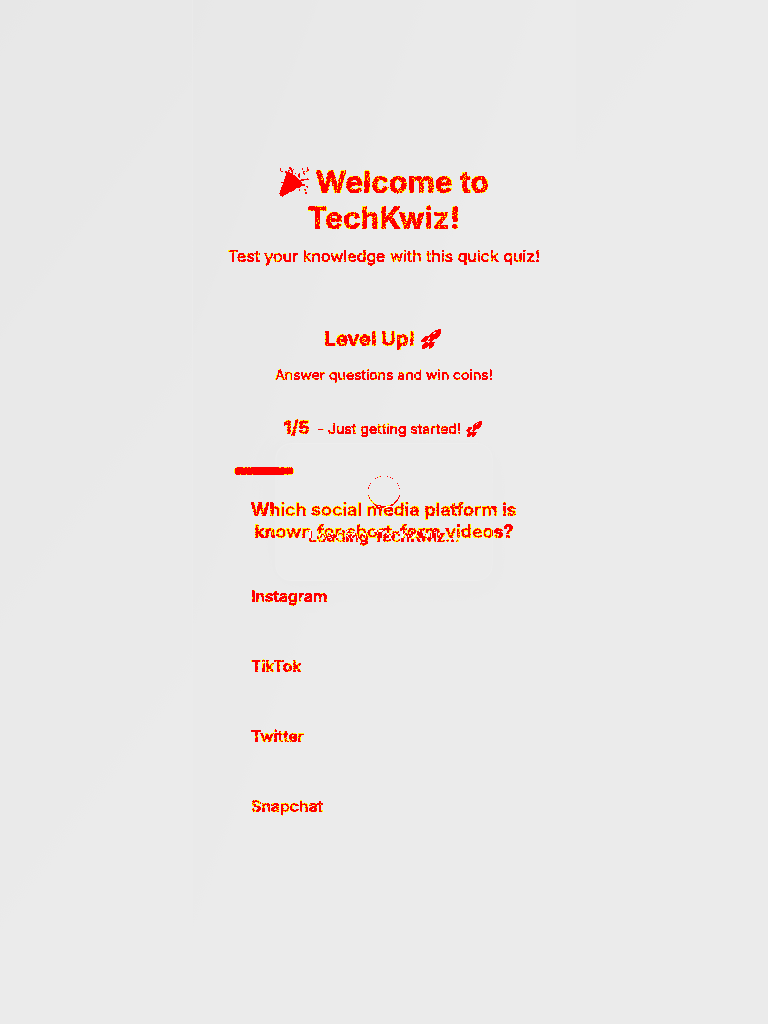 🎉 Welcome to
TechKwiz!
Test your knowledge with this quick quiz!
Level Up! 🚀
Answer questions and win coins!
1/5 - Just getting started! 🚀
Which social media platform is
known for short-form videos?
Loading TechKwiz...
Instagram
TikTok
Twitter
Snapchat